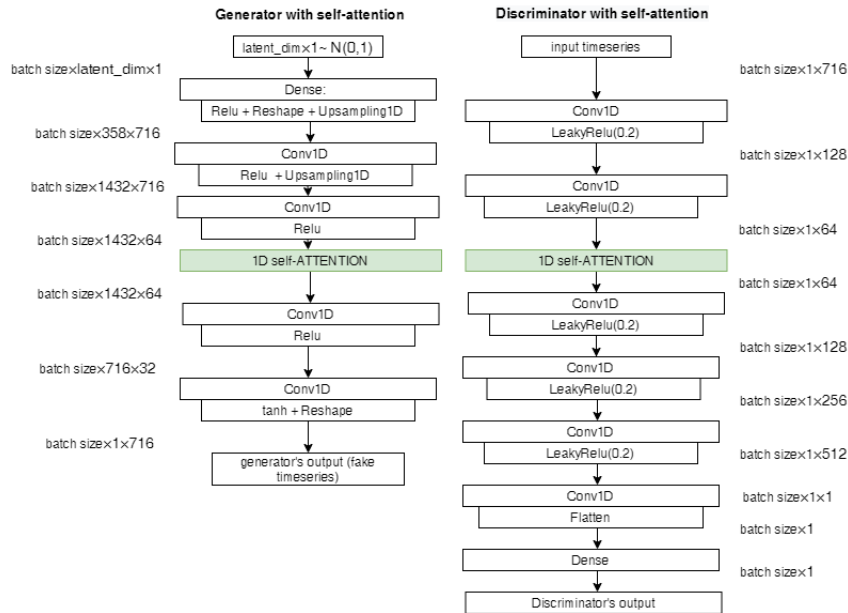 Generator with self-attention
latent_dim×1~ N(0,1)
batch size×latent_dim×1
Dense:
Relu + Reshape + Upsampling1D
batch size×358×716
Conv1D
Relu + Upsampling1D
batch size×1432×716
Conv1D
Relu
batch size×1432×64
1D self-ATTENTION
batch size×1432×64
Conv1D
Relu
batch size×716×32
Conv1D
tanh + Reshape
batch size×1×716
generator's output (fake
timeseries)
Discriminator with self-attention
input timeseries
batch size×1×716
Conv1D
LeakyRelu(0.2)
batch size×1×128
Conv1D
LeakyRelu(0.2)
batch size×1×64
1D self-ATTENTION
batch size×1×64
Conv1D
LeakyRelu(0.2)
batch size×1×128
Conv1D
LeakyRelu(0.2)
batch size×1×256
Conv1D
LeakyRelu(0.2)
batch size×1×512
Conv1D
batch size×1×1
Flatten
batch size×1
Dense
batch size×1
Discriminator's output